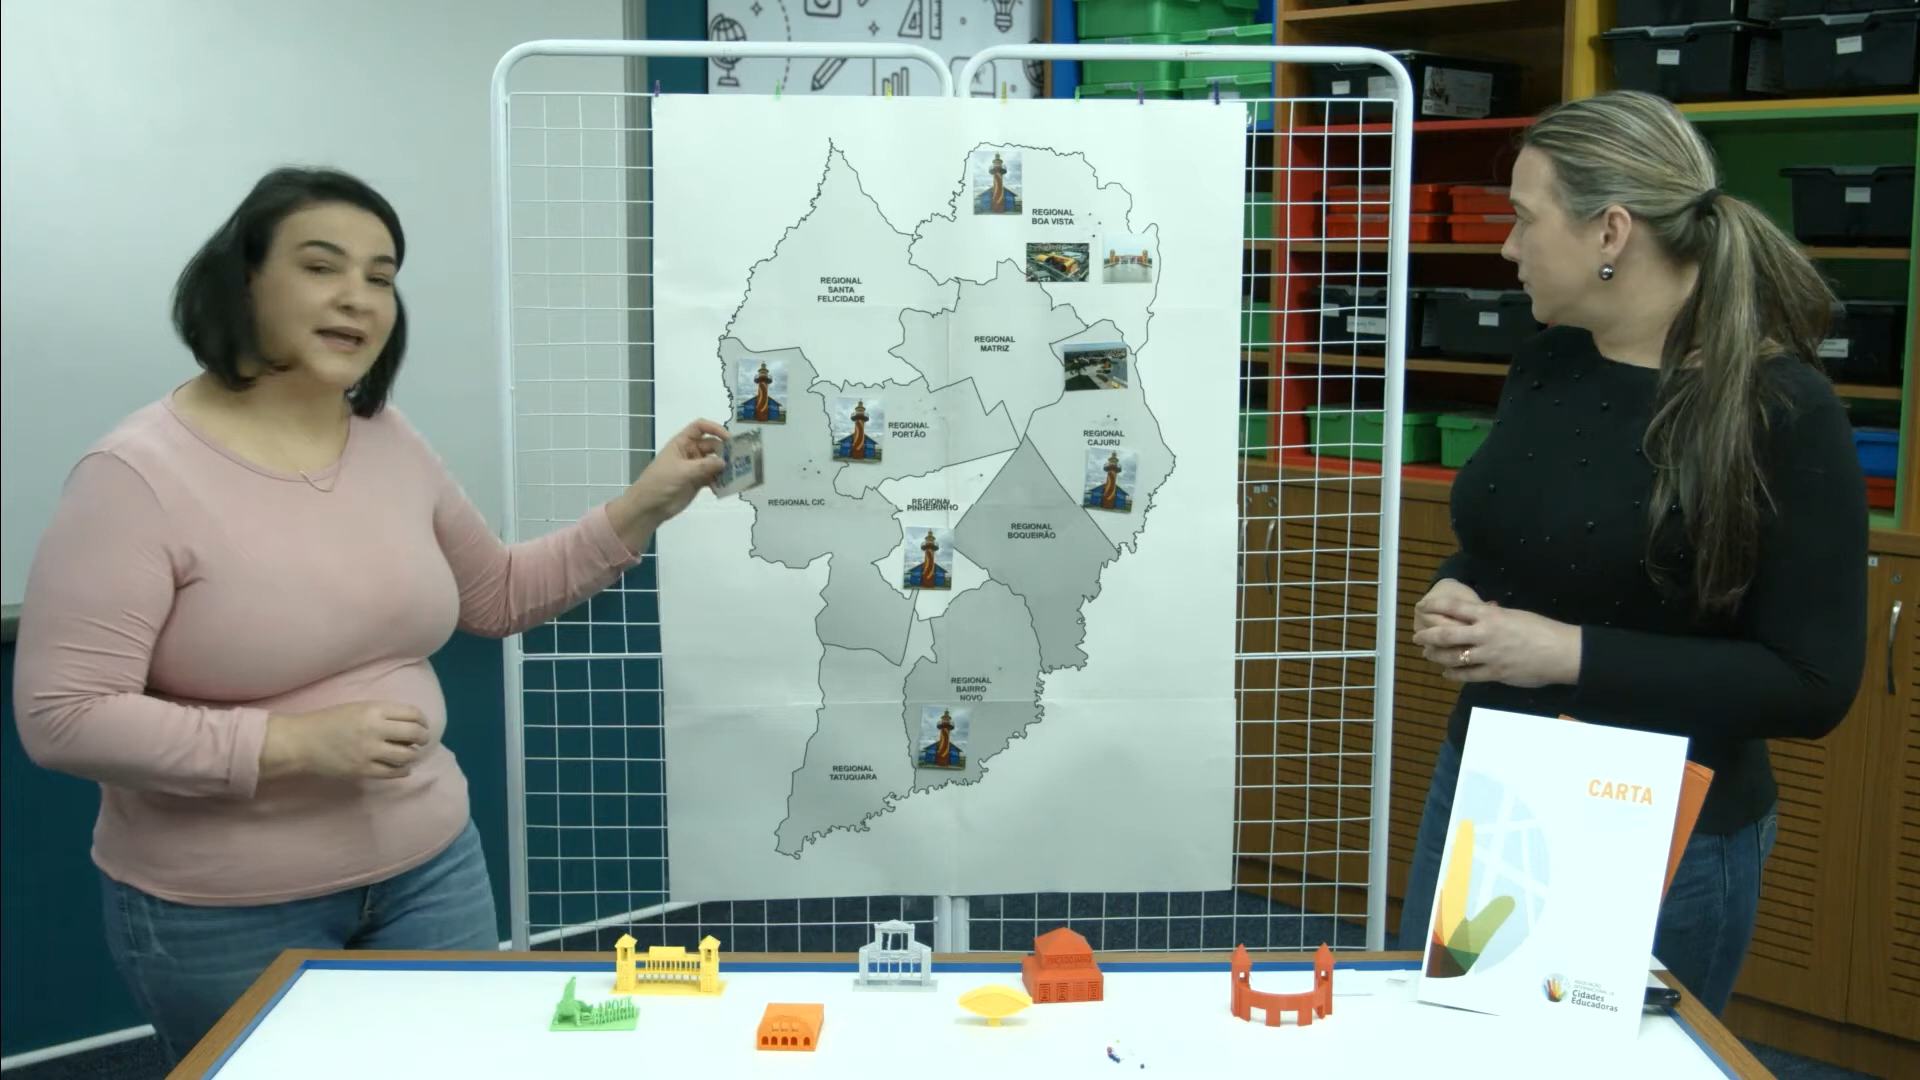 REGIONAL
BOA VISTA
REGIONAL
SANTA
FELICIDADE
REGIONAL
MATRIZ
REGIONAL
PORTÃO
REGIONAL
CAJURU
REGIONAL CIC
REGIONAL
PINHEIRINHO
REGIONAL
BOQUEIRÃO
REGIONAL
BAIRRO
NOVO
REGIONAL
TATUQUARA
CARTA
Cidades
Educadoras